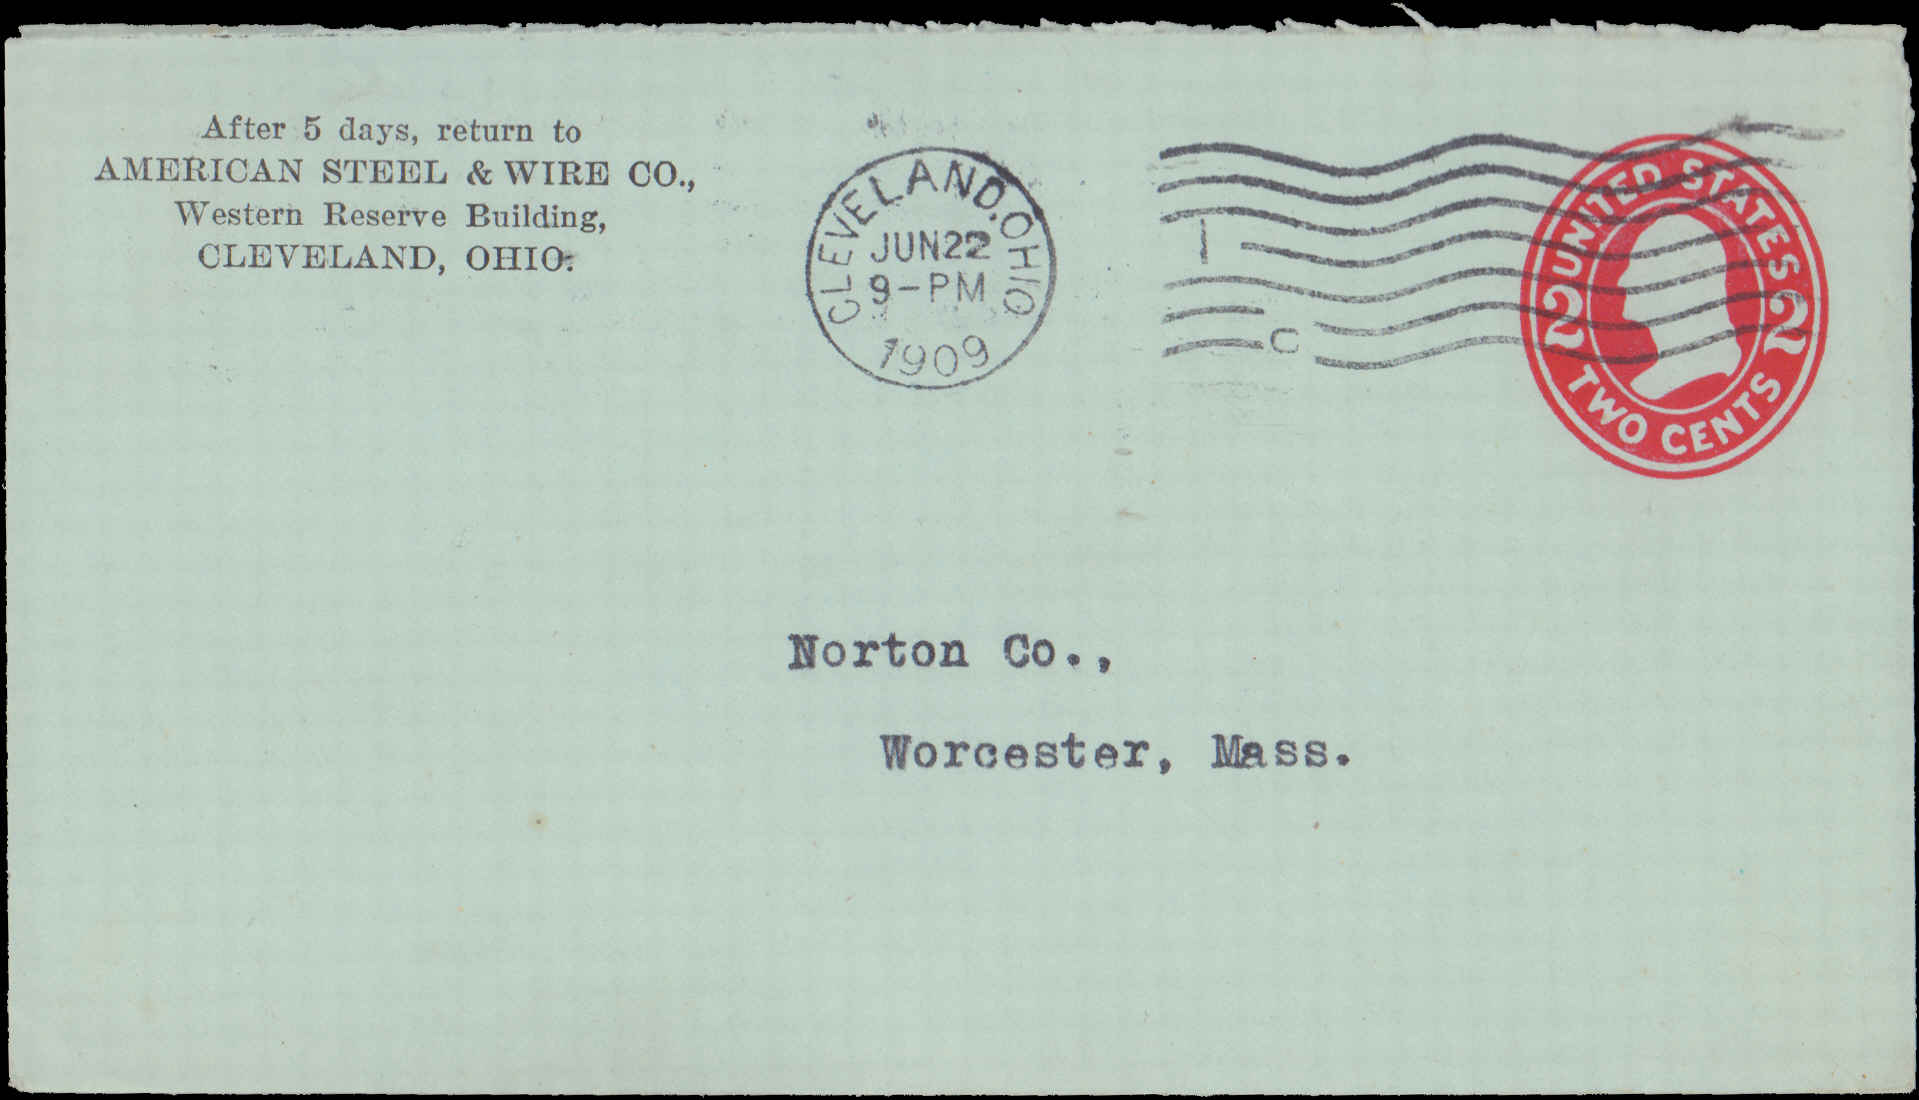 After 5 days, return to
AMERICAN STEEL & WIRE CO.,
Western Reserve Building,
CLEVELAND, OHIO.
CLEVELAND, OHIO
JUN 22
9-PM
1909
1
C
UNITED STATES
2 2
TWO CENTS
Norton Co.,
Worcester, Mass.